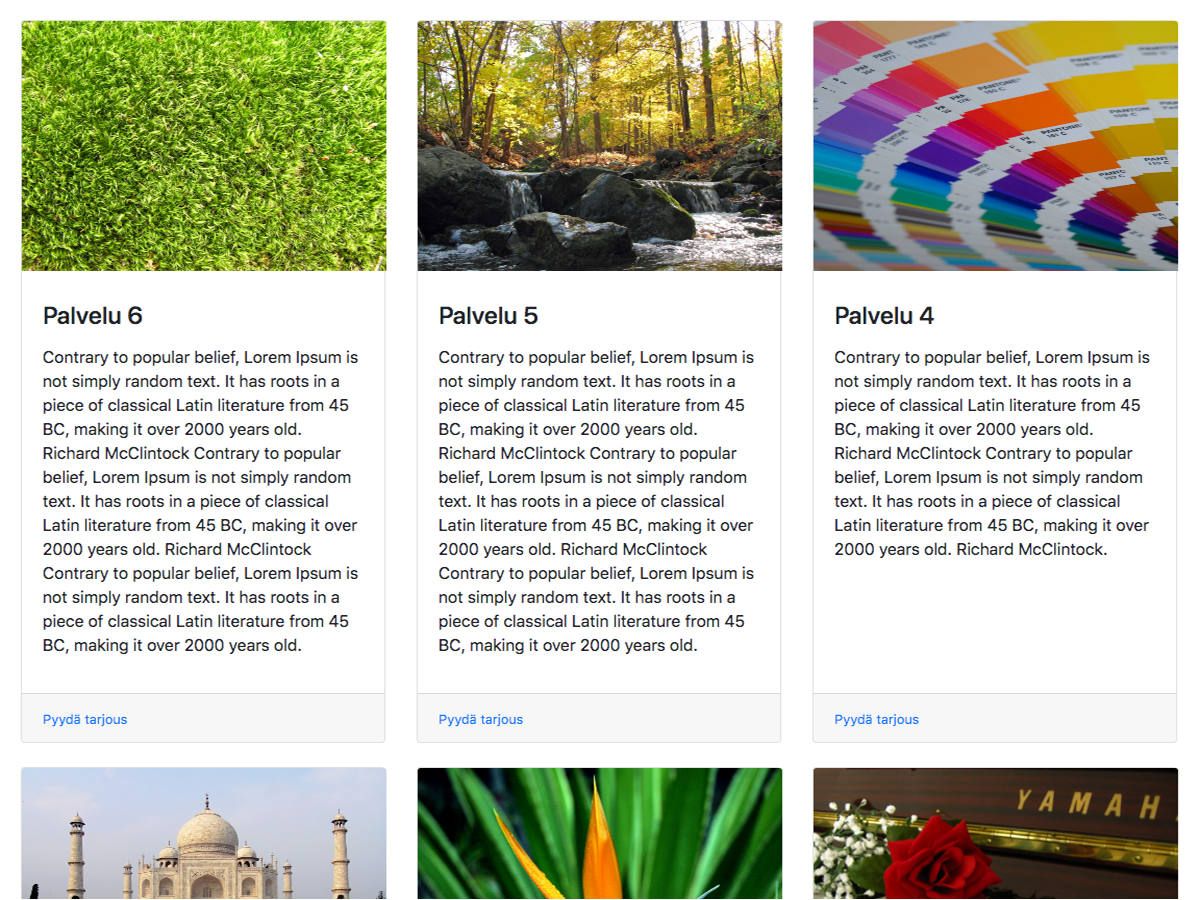 Palvelu 6
Contrary to popular belief, Lorem Ipsum is
not simply random text. It has roots in a
piece of classical Latin literature from 45
BC, making it over 2000 years old.
Richard McClintock Contrary to popular
belief, Lorem Ipsum is not simply random
text. It has roots in a piece of classical
Latin literature from 45 BC, making it over
2000 years old. Richard McClintock
Contrary to popular belief, Lorem Ipsum is
not simply random text. It has roots in a
piece of classical Latin literature from 45
BC, making it over 2000 years old.
Pyydä tarjous
Palvelu 5
Contrary to popular belief, Lorem Ipsum is
not simply random text. It has roots in a
piece of classical Latin literature from 45
BC, making it over 2000 years old.
Richard McClintock Contrary to popular
belief, Lorem Ipsum is not simply random
text. It has roots in a piece of classical
Latin literature from 45 BC, making it over
2000 years old. Richard McClintock
Contrary to popular belief, Lorem Ipsum is
not simply random text. It has roots in a
piece of classical Latin literature from 45
BC, making it over 2000 years old.
Pyydä tarjous
PANTONE
149 C
PANTONE
PANTONE
Palvelu 4
Contrary to popular belief, Lorem Ipsum is
not simply random text. It has roots in a
piece of classical Latin literature from 45
BC, making it over 2000 years old.
Richard McClintock Contrary to popular
belief, Lorem Ipsum is not simply random
text. It has roots in a piece of classical
Latin literature from 45 BC, making it over
2000 years old. Richard McClintock.
Pyydä tarjous
YAMAH